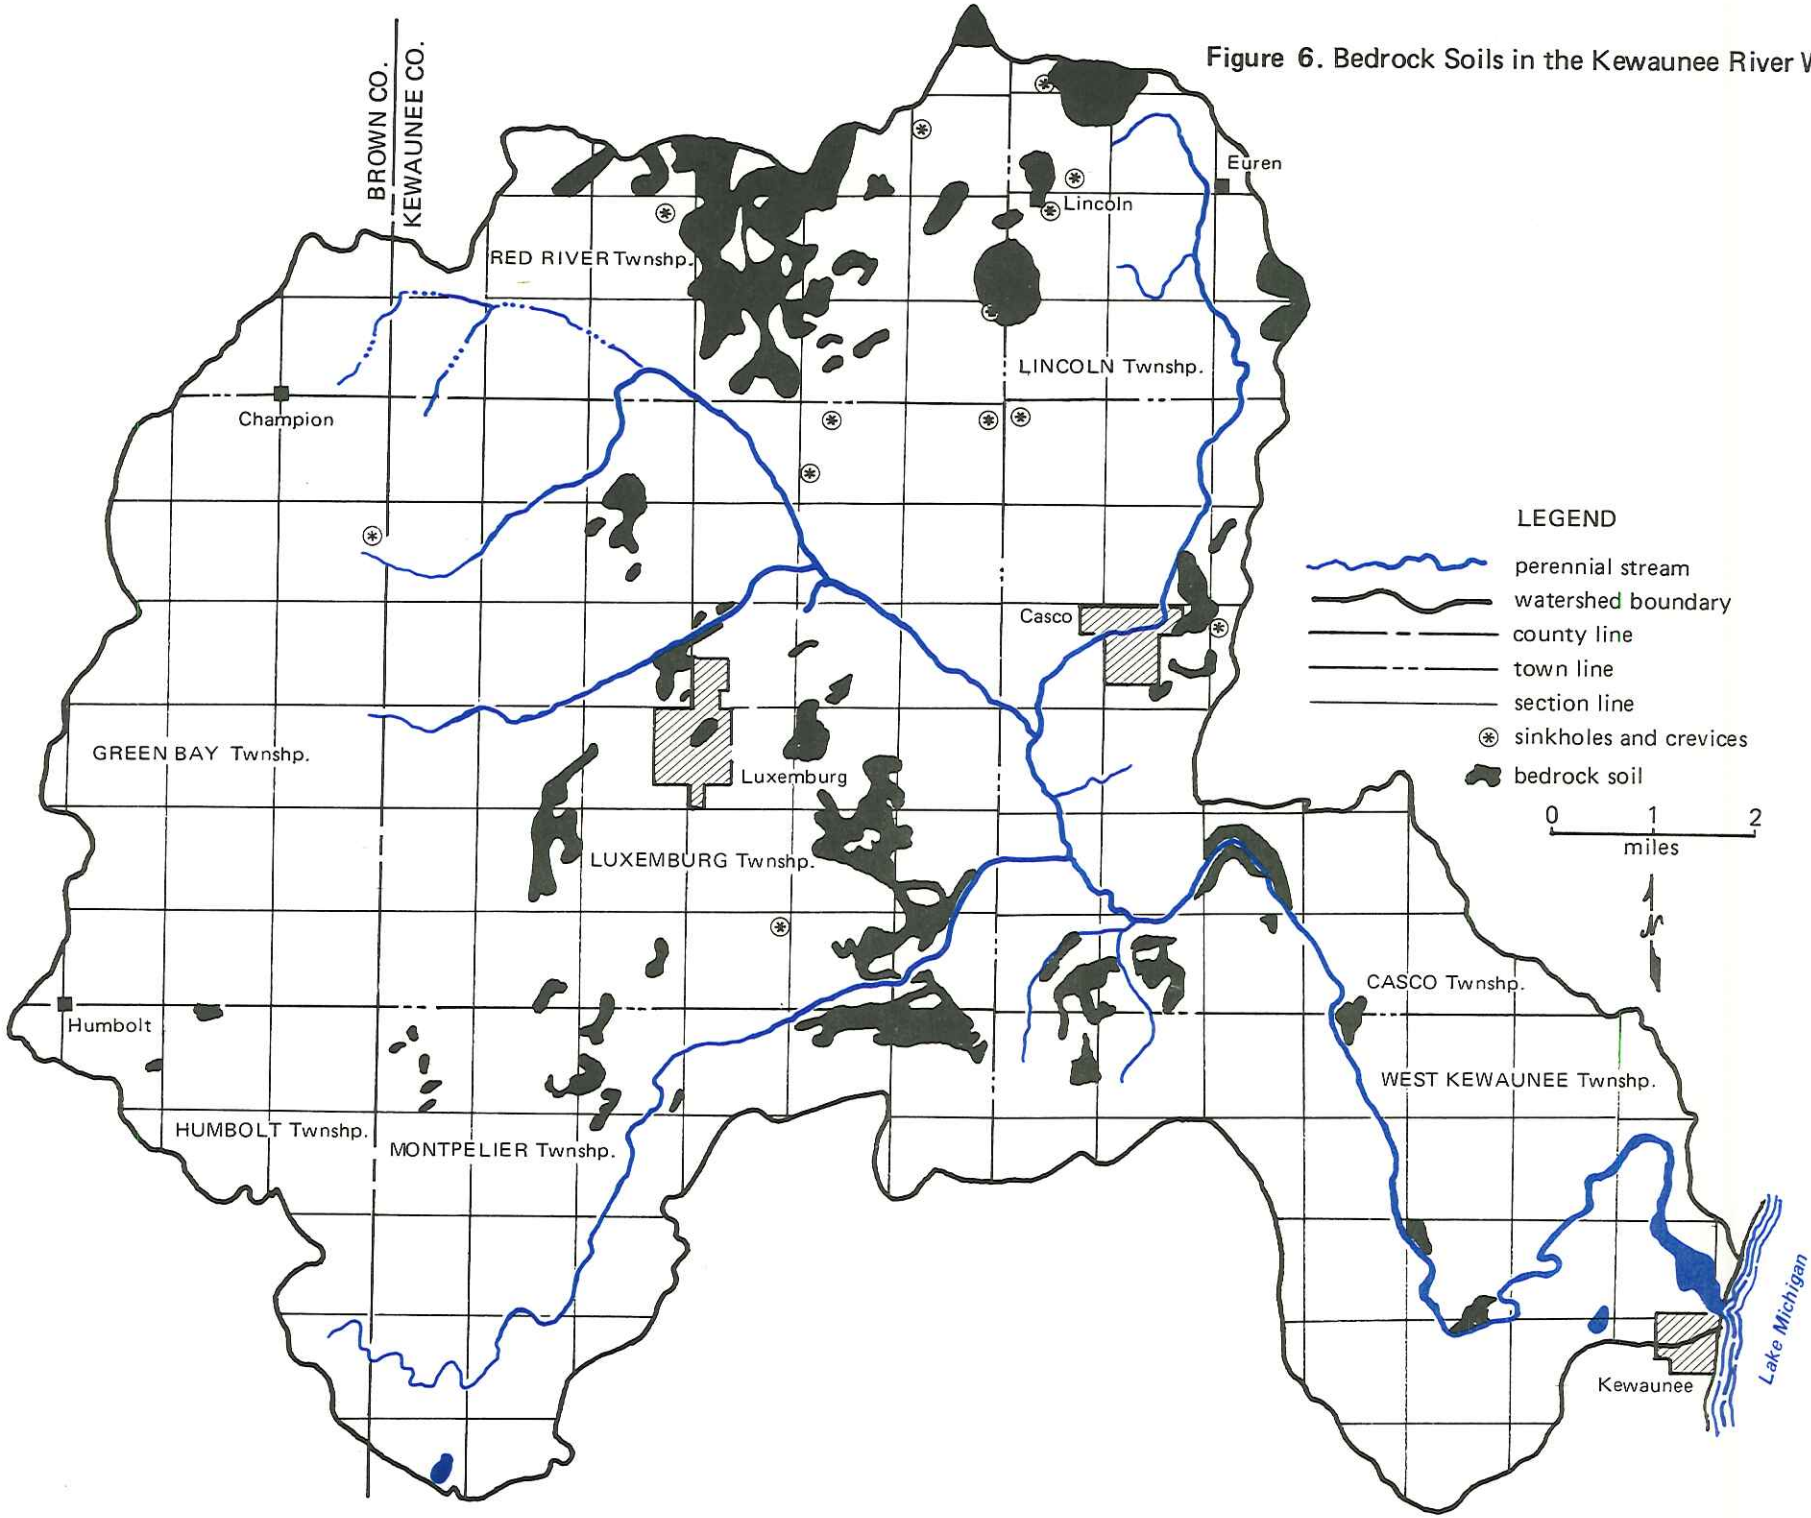 Figure 6. Bedrock Soils in the Kewaunee River
BROWN CO.
KEWAUNEE CO.
Euren
Lincoln
RED RIVER Twnshp.
LINCOLN Twnshp.
Champion
LEGEND
perennial stream
watershed boundary
Casco
county line
town line
section line
sinkholes and crevices
GREEN BAY Twnshp.
Luxemburg
bedrock soil
0 1 2
miles
LUXEMBURG Twnshp.
N
CASCO Twnshp.
Humbolt
WEST KEWAUNEE Twnshp.
HUMBOLT Twnshp.
MONTPELIER Twnshp.
Lake Michigan
Kewaunee